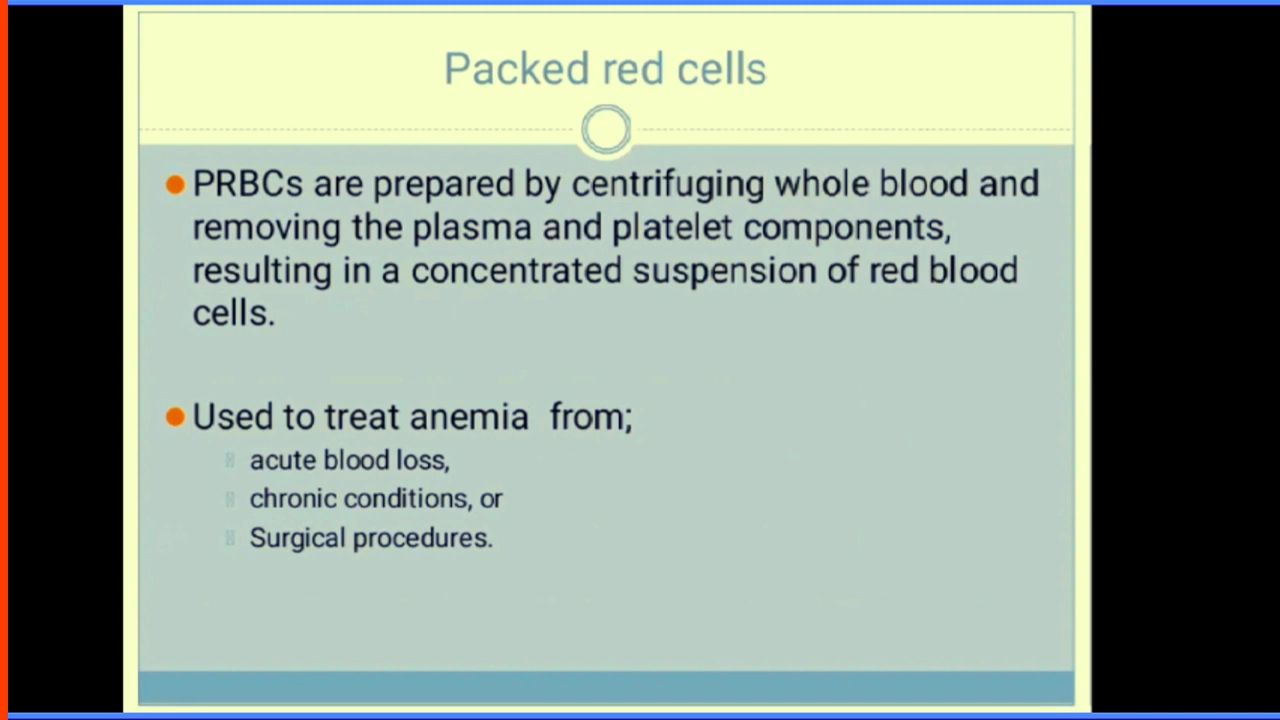 Packed red cells
PRBCs are prepared by centrifuging whole blood and
removing the plasma and platelet components,
resulting in a concentrated suspension of red blood
cells.
Used to treat anemia  from;
acute blood loss,
chronic conditions, or
Surgical procedures.